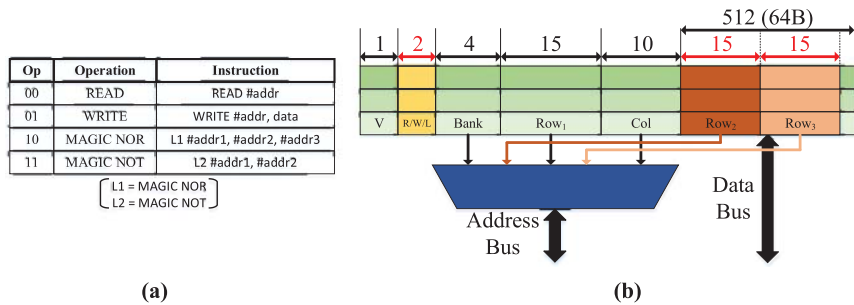 Op Operation Instruction
00 READ READ #addr
01 WRITE WRITE #addr, data
10 MAGIC NOR L1 #addr1, #addr2, #addr3
11 MAGIC NOT L2 #addr1, #addr2
L1 = MAGIC NOR
L2 = MAGIC NOT
(a)
512 (64B)
1 2 4 15 10 15 15
V R/W/L Bank Row₁ Col Row₂ Row₃
Address
Bus
Data
Bus
(b)